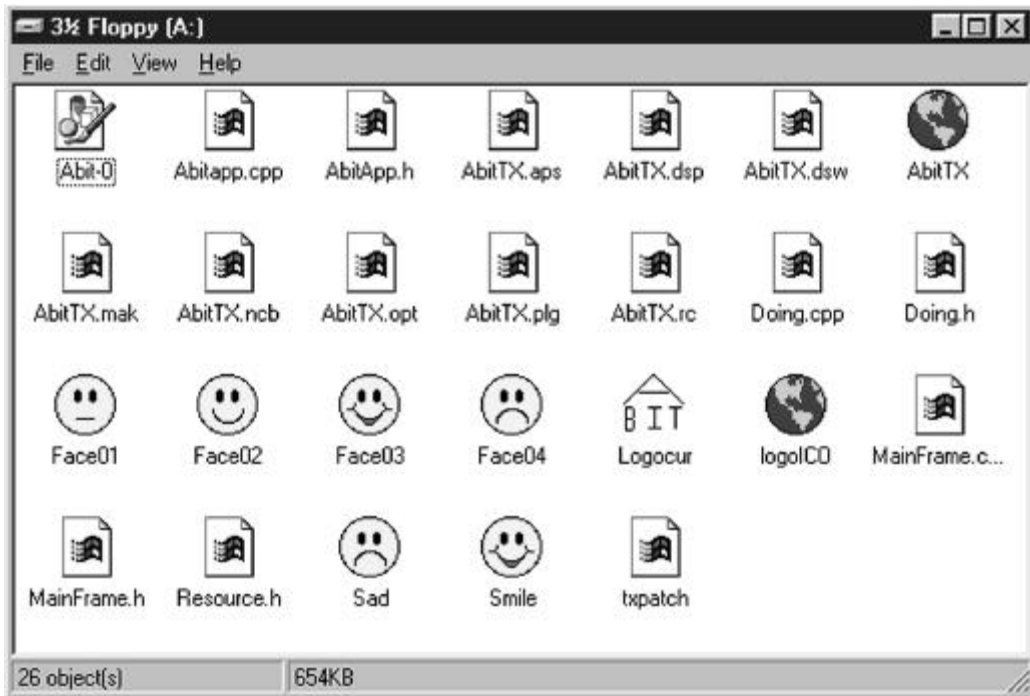 3½ Floppy (A:)
File Edit View Help
Abit-0 Abitapp.cpp AbitApp.h AbitTX.aps AbitTX.dsp AbitTX.dsw AbitTX
AbitTX.mak AbitTX.ncb AbitTX.opt AbitTX.plg AbitTX.rc Doing.cpp Doing.h
BIT
Face01 Face02 Face03 Face04 Logocur logoICO MainFrame.c...
MainFrame.h Resource.h Sad Smile txpatch
26 object(s) 654KB